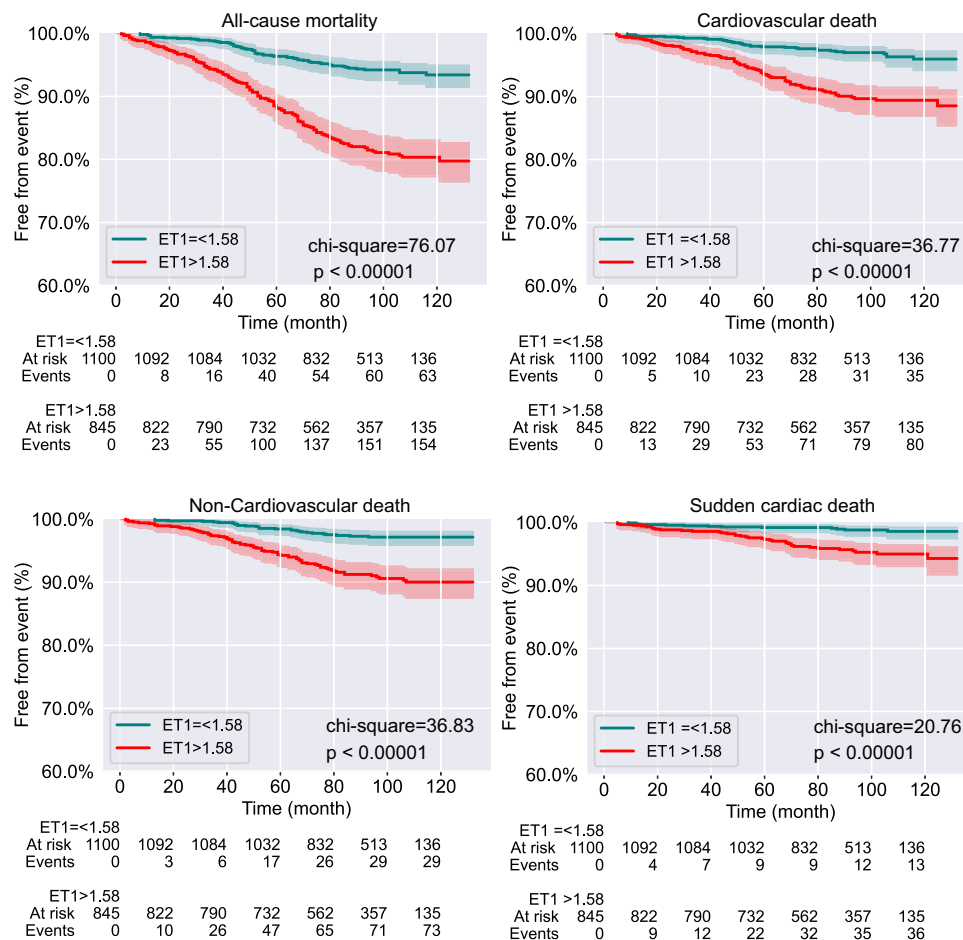 All-cause mortality
100.0%
90.0%
80.0%
70.0%
60.0%
Free from event (%)
ET1=<1.58
ET1>1.58
chi-square=76.07
p < 0.00001
0 20 40 60 80 100 120
Time (month)
ET1=<1.58
At risk 1100 1092 1084 1032 832 513 136
Events 0 8 16 40 54 60 63
ET1>1.58
At risk 845 822 790 732 562 357 135
Events 0 23 55 100 137 151 154
Cardiovascular death
100.0%
90.0%
80.0%
70.0%
60.0%
Free from event (%)
ET1 =<1.58
ET1 >1.58
chi-square=36.77
p < 0.00001
0 20 40 60 80 100 120
Time (month)
ET1 =<1.58
At risk 1100 1092 1084 1032 832 513 136
Events 0 5 10 23 28 31 35
ET1 >1.58
At risk 845 822 790 732 562 357 135
Events 0 13 29 53 71 79 80
Non-Cardiovascular death
100.0%
90.0%
80.0%
70.0%
60.0%
Free from event (%)
ET1=<1.58
ET1>1.58
chi-square=36.83
p < 0.00001
0 20 40 60 80 100 120
Time (month)
ET1=<1.58
At risk 1100 1092 1084 1032 832 513 136
Events 0 3 6 17 26 29 29
ET1>1.58
At risk 845 822 790 732 562 357 135
Events 0 10 26 47 65 71 73
Sudden cardiac death
100.0%
90.0%
80.0%
70.0%
60.0%
Free from event (%)
ET1 =<1.58
ET1 >1.58
chi-square=20.76
p < 0.00001
0 20 40 60 80 100 120
Time (month)
ET1 =<1.58
At risk 1100 1092 1084 1032 832 513 136
Events 0 4 7 9 9 12 13
ET1 >1.58
At risk 845 822 790 732 562 357 135
Events 0 9 12 22 32 35 36